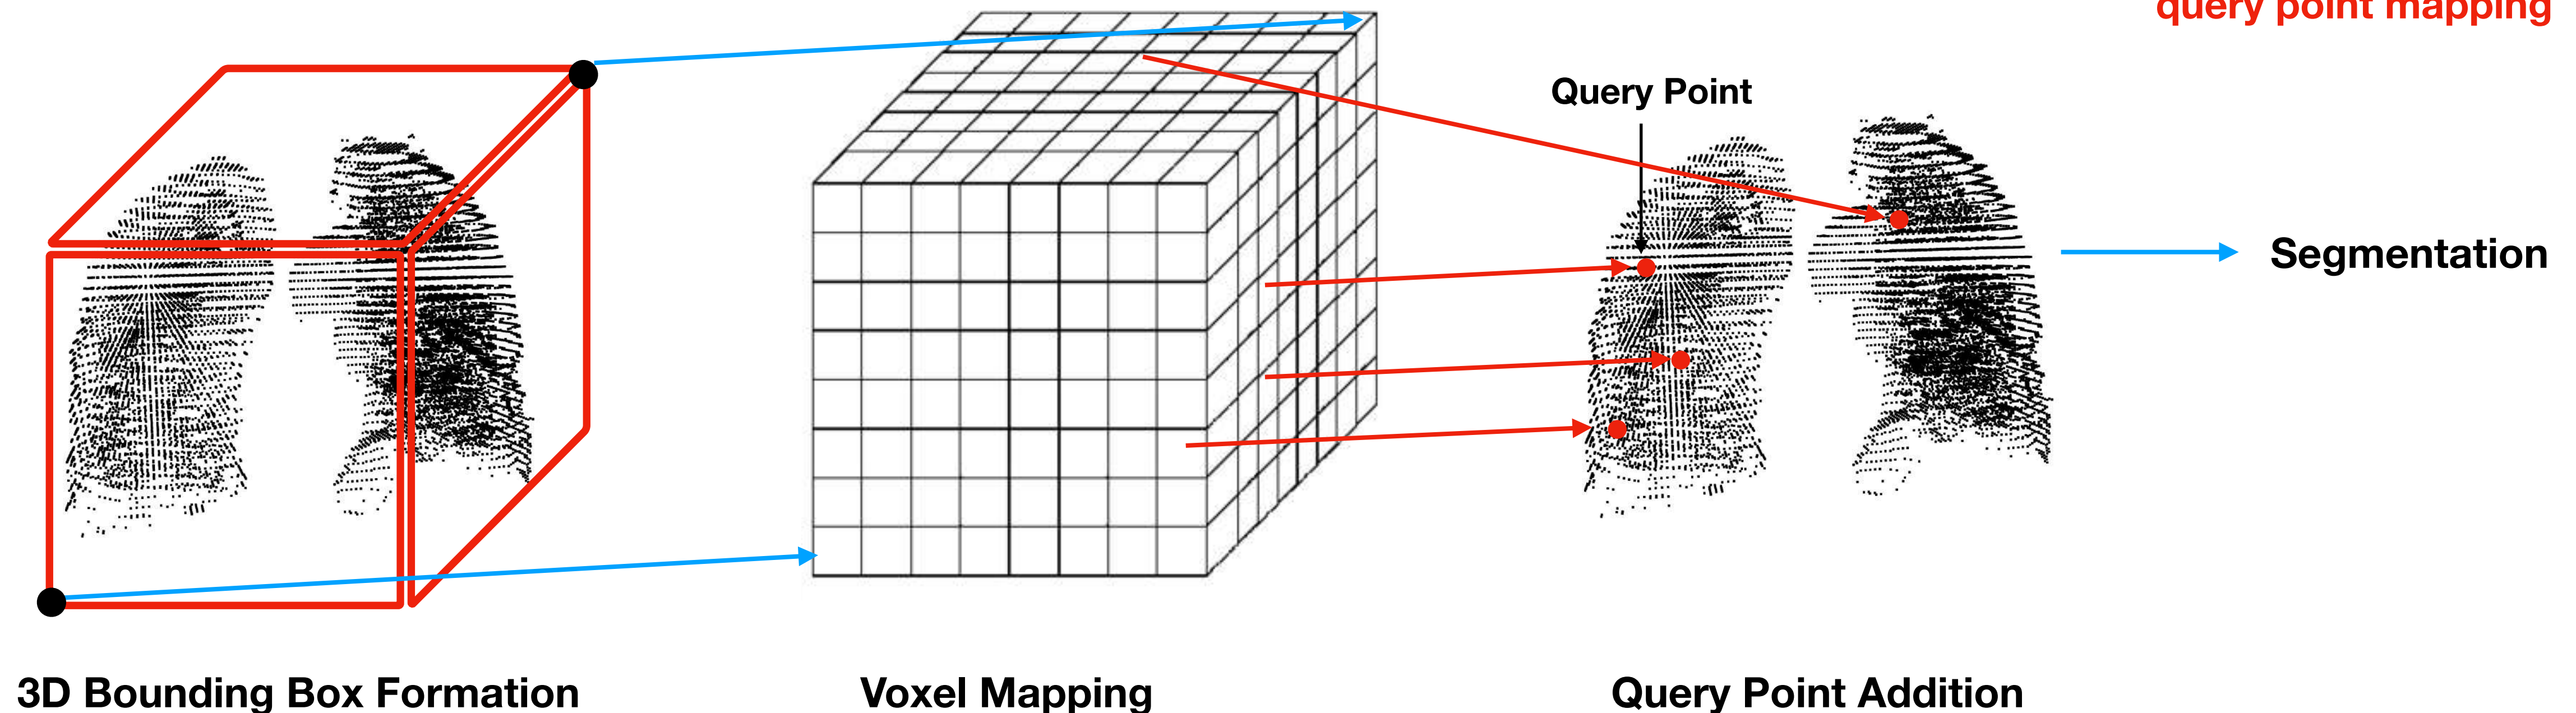 query point mapping
Query Point
Segmentation
3D Bounding Box Formation
Voxel Mapping
Query Point Addition